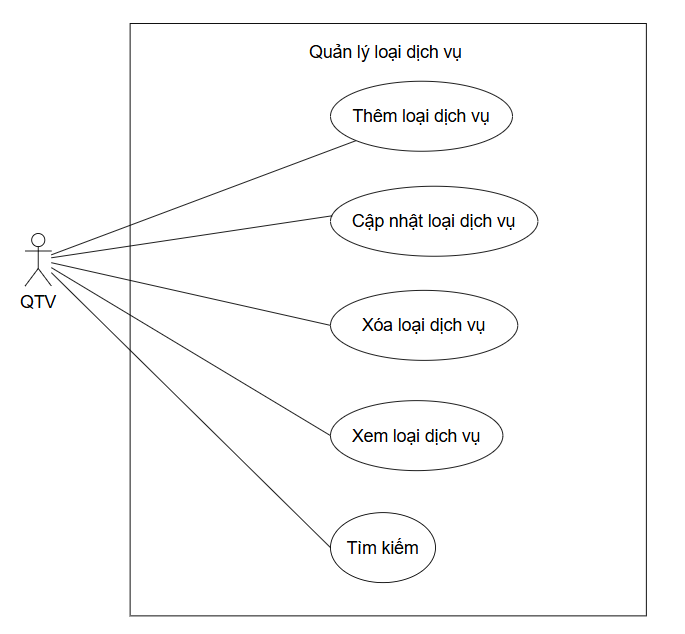 Quản lý loại dịch vụ
Thêm loại dịch vụ
Cập nhật loại dịch vụ
QTV
Xóa loại dịch vụ
Xem loại dịch vụ
Tìm kiếm